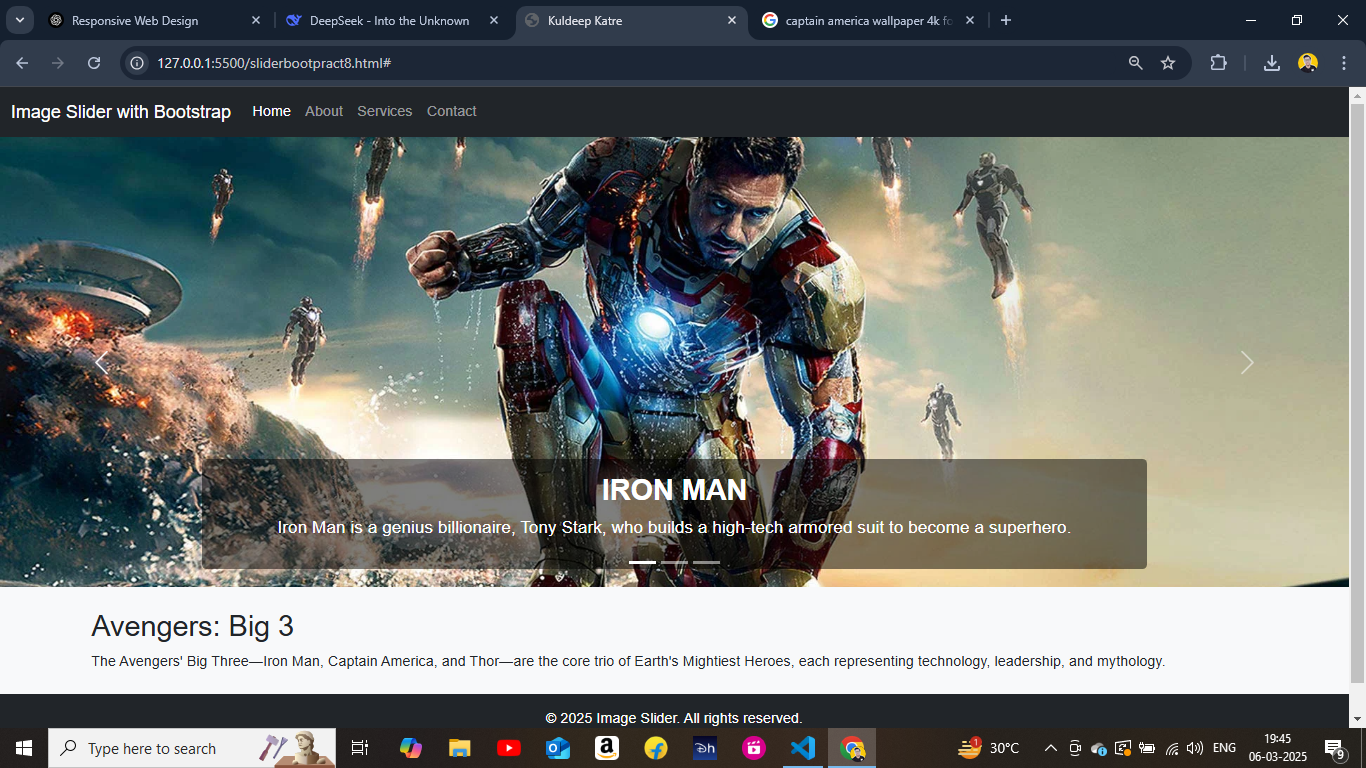 Responsive Web Design
DeepSeek - Into the Unknown
Kuldeep Katre
captain america wallpaper 4k fo
127.0.0.1:5500/sliderbootpract8.html#
Image Slider with Bootstrap
Home
About
Services
Contact
IRON MAN
Iron Man is a genius billionaire, Tony Stark, who builds a high-tech armored suit to become a superhero.
Avengers: Big 3
The Avengers' Big Three—Iron Man, Captain America, and Thor—are the core trio of Earth's Mightiest Heroes, each representing technology, leadership, and mythology.
© 2025 Image Slider. All rights reserved.
Type here to search
1
30°C
ENG
19:45
06-03-2025
9